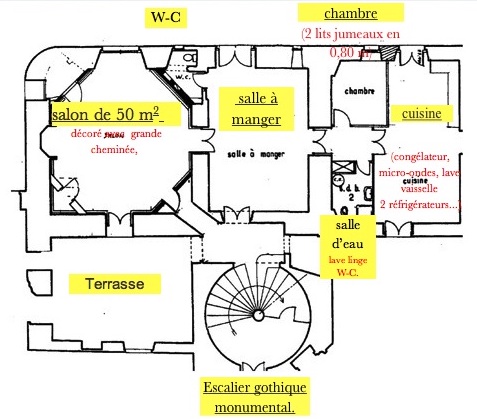 W-C
chambre
(2 lits jumeaux en
0,80 m)
w.c.
salon de 50 m²
décoré grande
cheminée,
salle à
manger
chambre
cuisine
salle à manger
(congélateur,
micro-ondes, lave
cuisine
vaisselle
2 réfrigérateurs...)
s.d.b.
2
salle
d'eau
lave linge
W-C.
Terrasse
Escalier gothique
monumental.